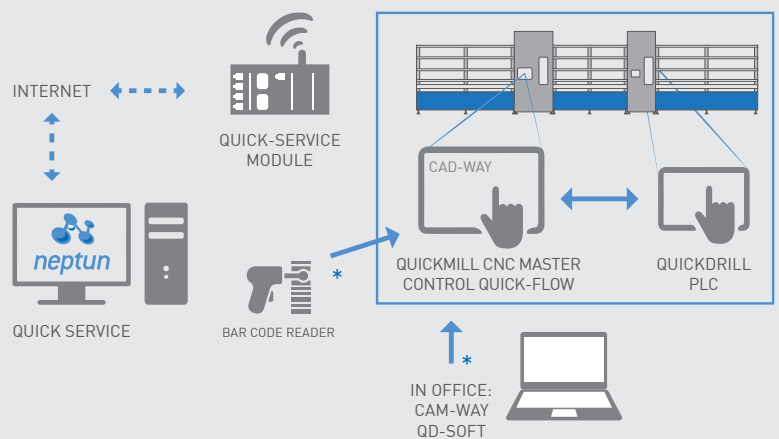 INTERNET
QUICK-SERVICE
MODULE
CAD-WAY
neptun
QUICK SERVICE
*
BAR CODE READER
QUICKMILL CNC MASTER
CONTROL QUICK-FLOW
QUICKDRILL
PLC
*
IN OFFICE:
CAM-WAY
QD-SOFT